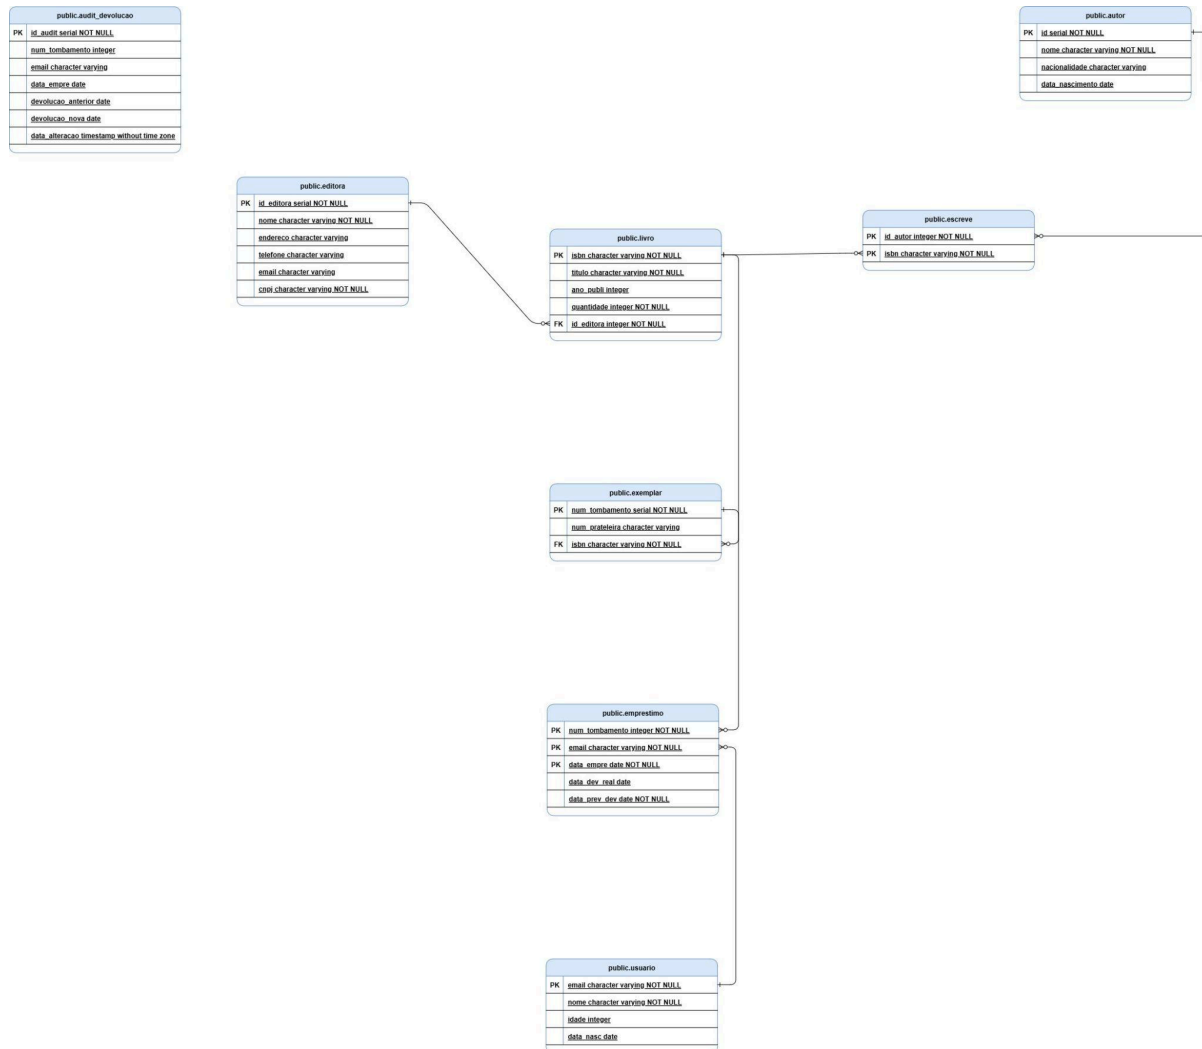 public.audit_devolucao
PK id_audit serial NOT NULL
num_tombamento integer
email character varying
data_empre date
devolucao_anterior date
devolucao_nova date
data_alteracao timestamp without time zone
public.autor
PK id serial NOT NULL
nome character varying NOT NULL
nacionalidade character varying
data_nascimento date
public.editora
PK id_editora serial NOT NULL
nome character varying NOT NULL
endereco character varying
telefone character varying
email character varying
cnpj character varying NOT NULL
public.livro
PK isbn character varying NOT NULL
titulo character varying NOT NULL
ano_publi integer
quantidade integer NOT NULL
FK id_editora integer NOT NULL
public.escreve
PK id_autor integer NOT NULL
PK isbn character varying NOT NULL
public.exemplar
PK num_tombamento serial NOT NULL
num_prateleira character varying
FK isbn character varying NOT NULL
public.emprestimo
PK num_tombamento integer NOT NULL
PK email character varying NOT NULL
PK data_empre date NOT NULL
data_dev_real date
data_prev_dev date NOT NULL
public.usuario
PK email character varying NOT NULL
nome character varying NOT NULL
idade integer
data_nasc date